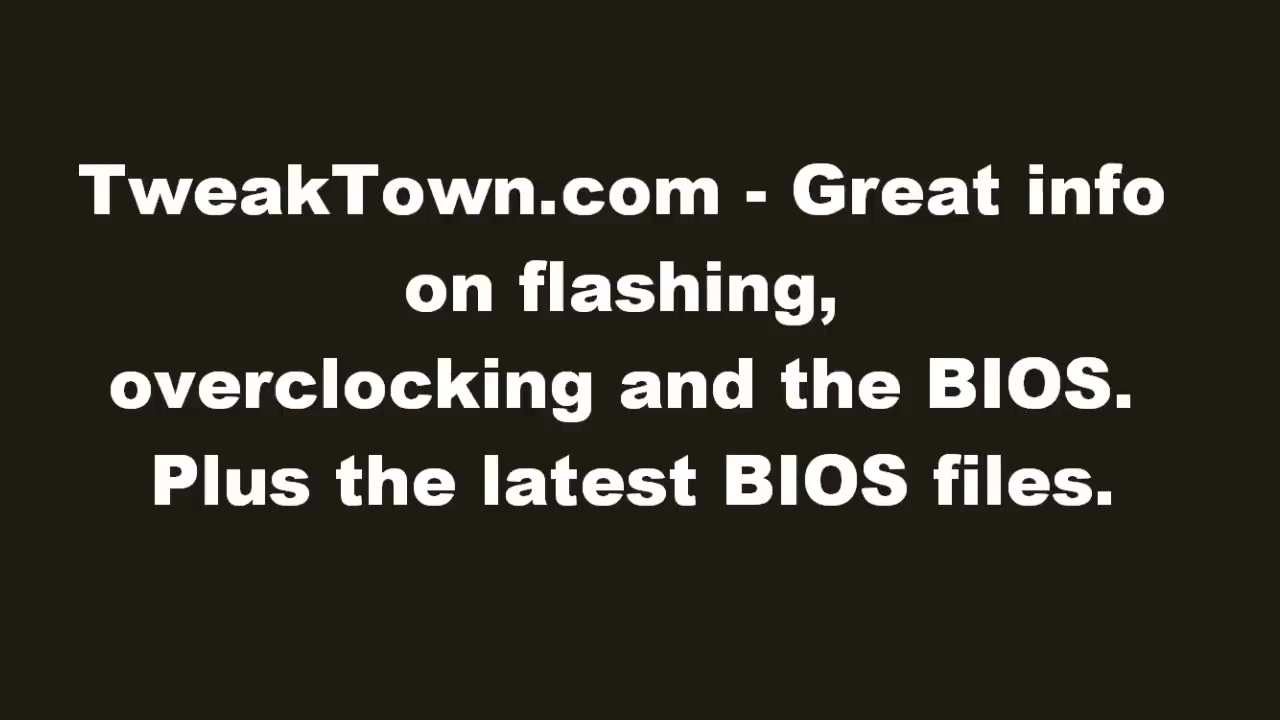 TweakTown.com - Great info
on flashing,
overclocking and the BIOS.
Plus the latest BIOS files.